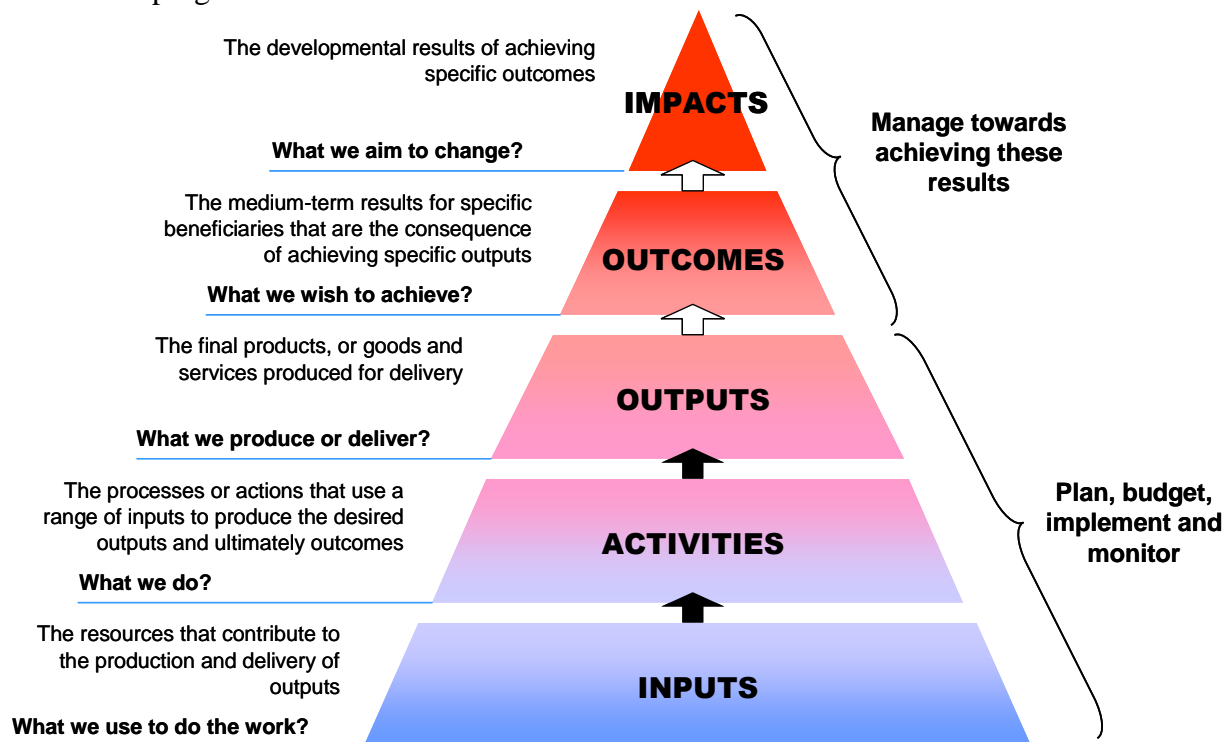 The developmental results of achieving
specific outcomes
IMPACTS
What we aim to change?
Manage towards
achieving these
results
The medium-term results for specific
beneficiaries that are the consequence
of achieving specific outputs
OUTCOMES
What we wish to achieve?
The final products, or goods and
services produced for delivery
OUTPUTS
What we produce or deliver?
The processes or actions that use a
range of inputs to produce the desired
outputs and ultimately outcomes
ACTIVITIES
What we do?
Plan, budget,
implement and
monitor
The resources that contribute to
the production and delivery of
outputs
INPUTS
What we use to do the work?